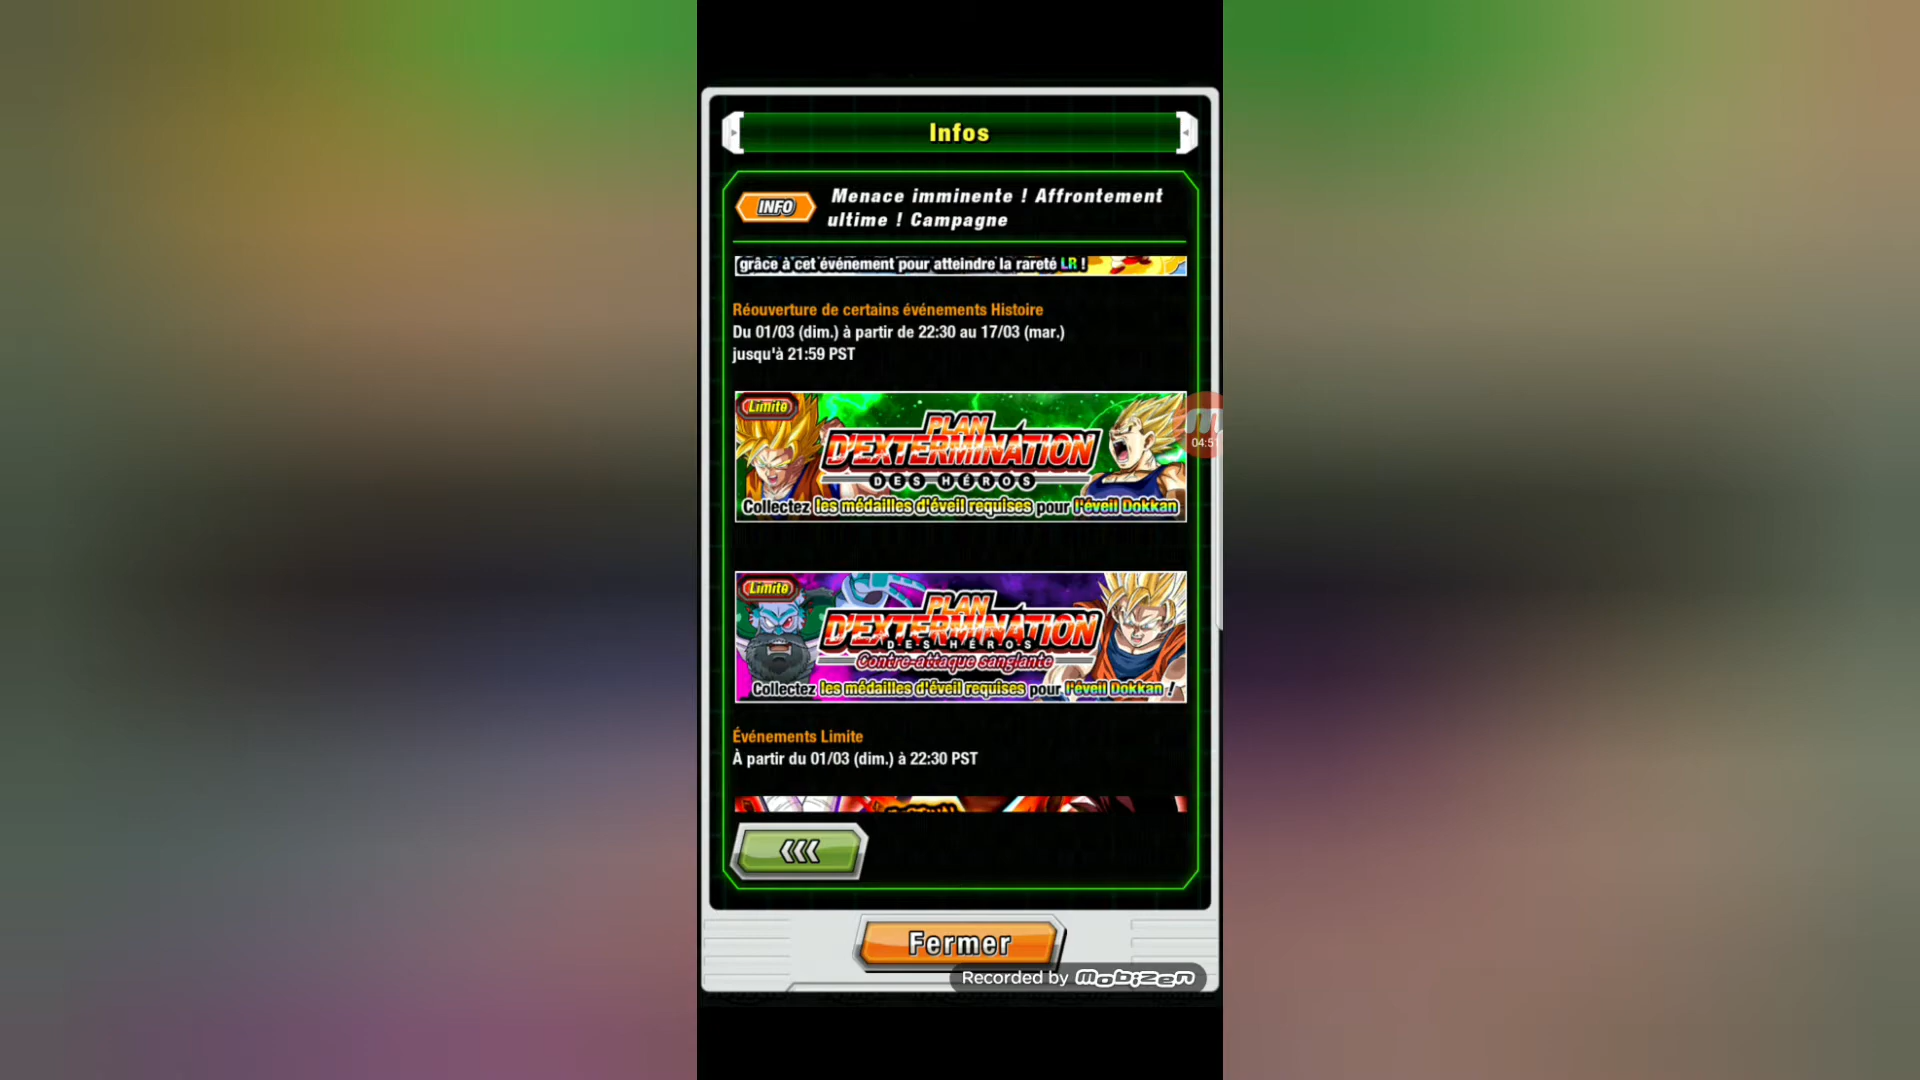 Infos
INFO
Menace imminente ! Affrontement
ultime ! Campagne
grâce à cet événement pour atteindre la rareté LR !
Réouverture de certains événements Histoire
Du 01/03 (dim.) à partir de 22:30 au 17/03 (mar.)
jusqu'à 21:59 PST
Limite
PLAN
D'EXTERMINATION
DES HÉROS
Collectez les médailles d'éveil requises pour l'éveil Dokkan
04:51
Limite
PLAN
D'EXTERMINATION
DES HÉROS
Contre-attaque sanglante
Collectez les médailles d'éveil requises pour l'éveil Dokkan !
Événements Limite
À partir du 01/03 (dim.) à 22:30 PST
Fermer
Recorded by mobizen